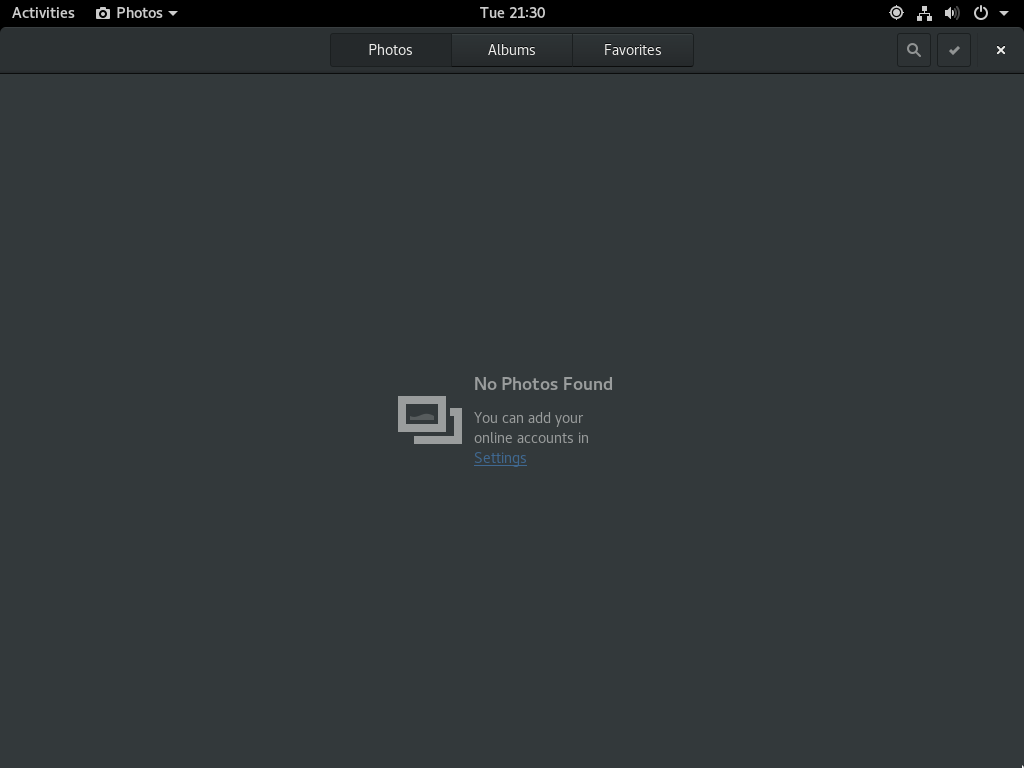 Activities Photos Tue 21:30
Photos Albums Favorites
No Photos Found
You can add your
online accounts in
Settings